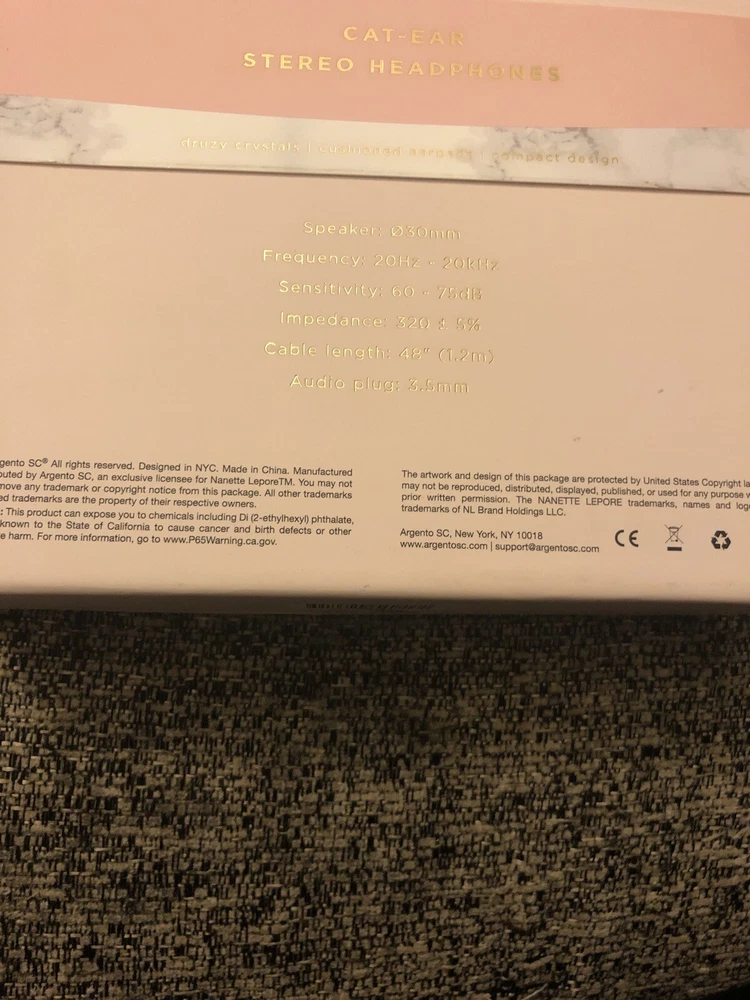 CAT-EAR
STEREO HEADPHONES
druzy crystals | cushioned earpads | compact design
Speaker: Ø30mm
Frequency: 20Hz - 20kHz
Sensitivity: 60 - 75dB
Impedance: 320 ± 5%
Cable length: 48" (1.2m)
Audio plug: 3.5mm
rgento SC® All rights reserved. Designed in NYC. Made in China. Manufactured
buted by Argento SC, an exclusive licensee for Nanette LeporeTM. You may not
move any trademark or copyright notice from this package. All other trademarks
ed trademarks are the property of their respective owners.
: This product can expose you to chemicals including Di (2-ethylhexyl) phthalate,
known to the State of California to cause cancer and birth defects or other
e harm. For more information, go to www.P65Warning.ca.gov.
The artwork and design of this package are protected by United States Copyright la
may not be reproduced, distributed, displayed, published, or used for any purpose w
prior written permission. The NANETTE LEPORE trademarks, names and logo
trademarks of NL Brand Holdings LLC.
Argento SC, New York, NY 10018
www.argentosc.com | support@argentosc.com
CE